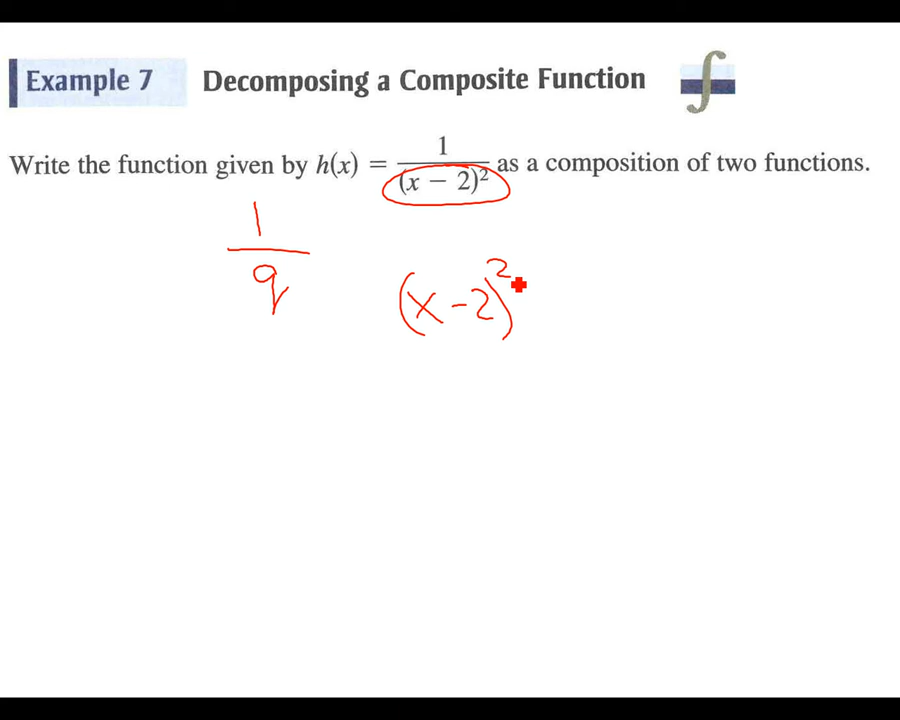 Example 7 Decomposing a Composite Function
Write the function given by h(x) = 1/(x − 2)² as a composition of two functions.
1/g
(x - 2)²